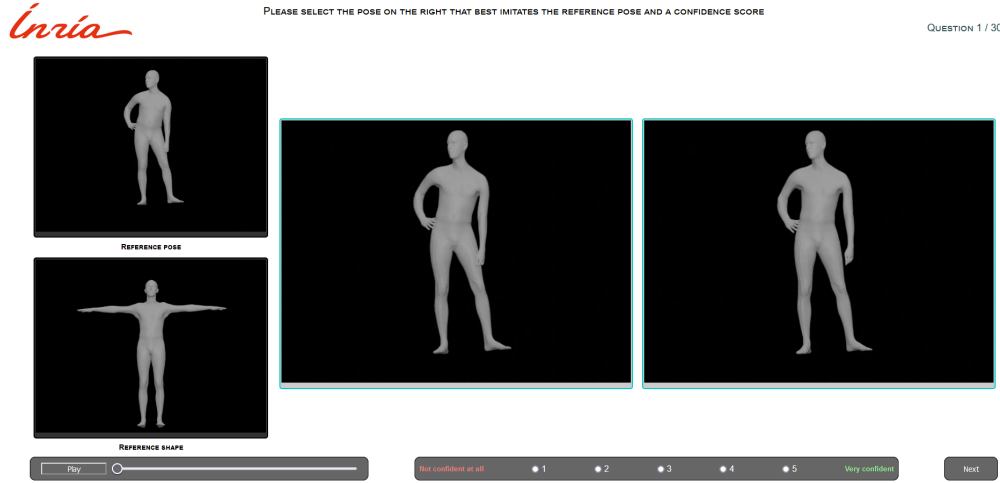 Inria
Please select the pose on the right that best imitates the reference pose and a confidence score
Question 1 / 30
Reference pose
Reference shape
Play
Not confident at all 1 2 3 4 5 Very confident
Next